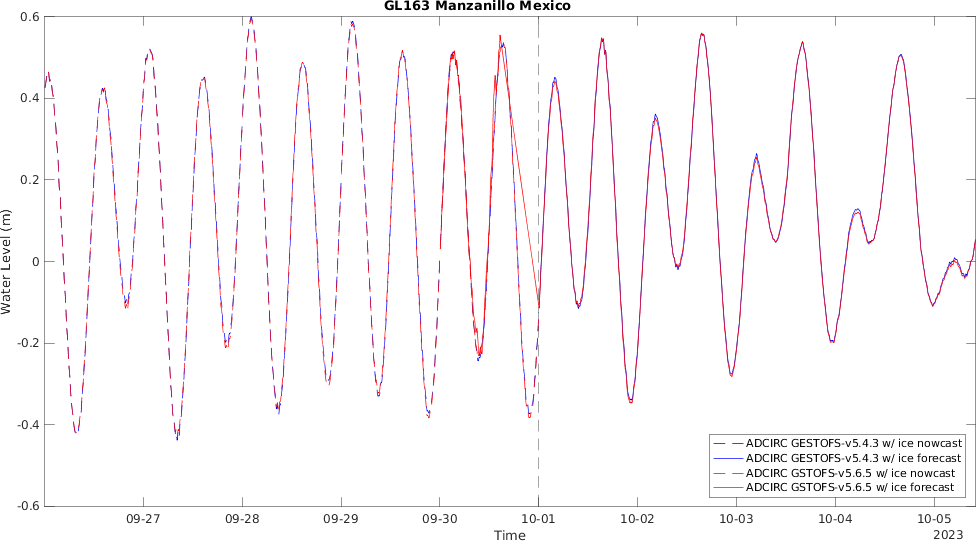 GL163 Manzanillo Mexico
0.6
0.4
0.2
0
-0.2
-0.4
-0.6
Water Level (m)
ADCIRC GESTOFS-v5.4.3 w/ ice nowcast
ADCIRC GESTOFS-v5.4.3 w/ ice forecast
ADCIRC GSTOFS-v5.6.5 w/ ice nowcast
ADCIRC GSTOFS-v5.6.5 w/ ice forecast
09-27 09-28 09-29 09-30 10-01 10-02 10-03 10-04 10-05
Time
2023